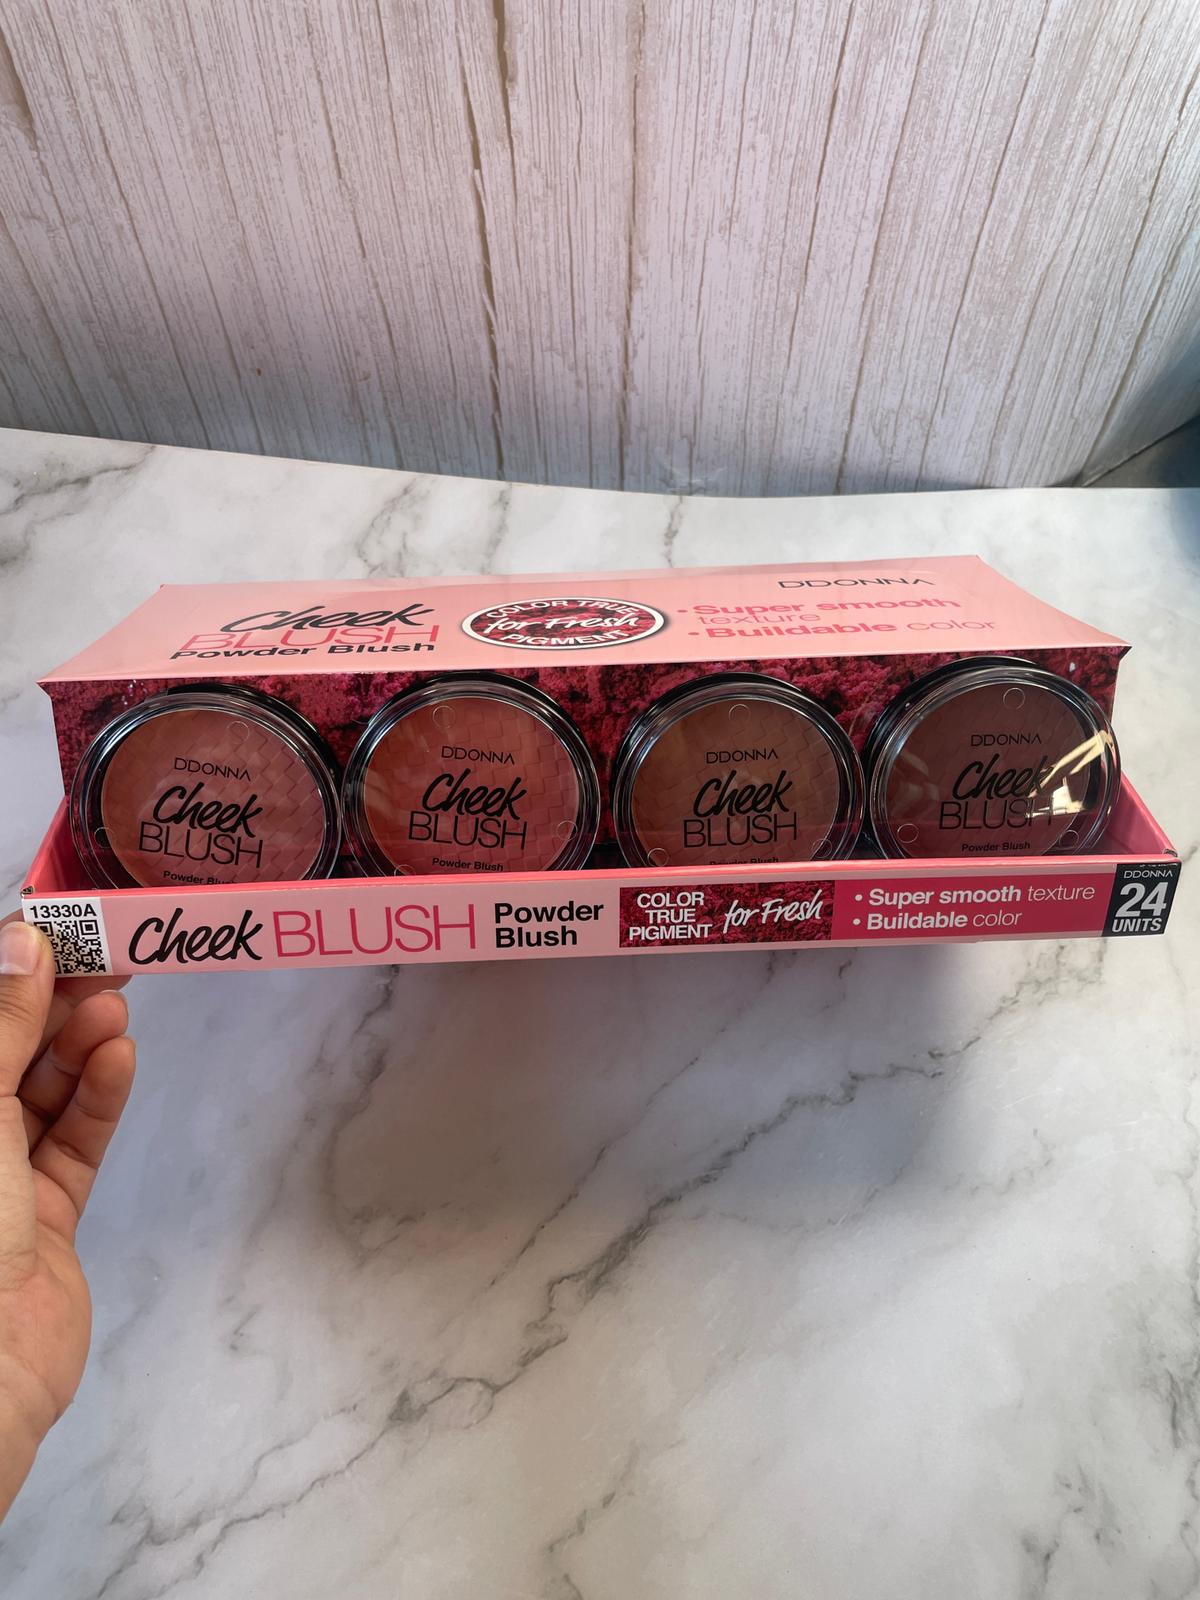 DDONNA
Cheek
BLUSH
Powder Blush
COLOR TRUE
for Fresh
PIGMENT
• Super smooth
texture
• Buildable color
DDONNA
Cheek
BLUSH
Powder Blush
DDONNA
Cheek
BLUSH
Powder Blush
DDONNA
Cheek
BLUSH
Powder Blush
DDONNA
Cheek
BLUSH
Powder Blush
13330A
Cheek BLUSH
Powder
Blush
COLOR
TRUE
PIGMENT
for Fresh
• Super smooth texture
• Buildable color
DDONNA
24
UNITS